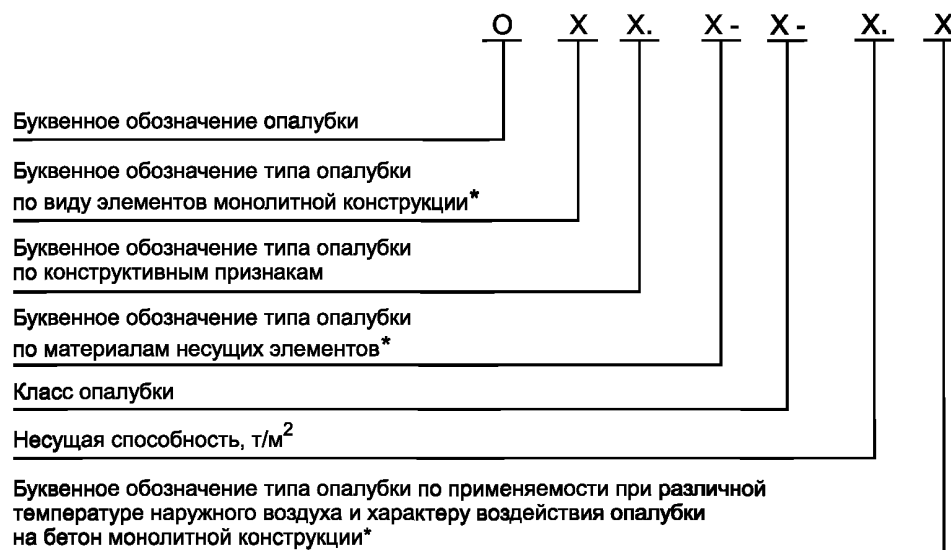 О Х Х. Х - Х - Х. Х
Буквенное обозначение опалубки
Буквенное обозначение типа опалубки
по виду элементов монолитной конструкции*
Буквенное обозначение типа опалубки
по конструктивным признакам
Буквенное обозначение типа опалубки
по материалам несущих элементов*
Класс опалубки
Несущая способность, т/м²
Буквенное обозначение типа опалубки по применяемости при различной
температуре наружного воздуха и характеру воздействия опалубки
на бетон монолитной конструкции*